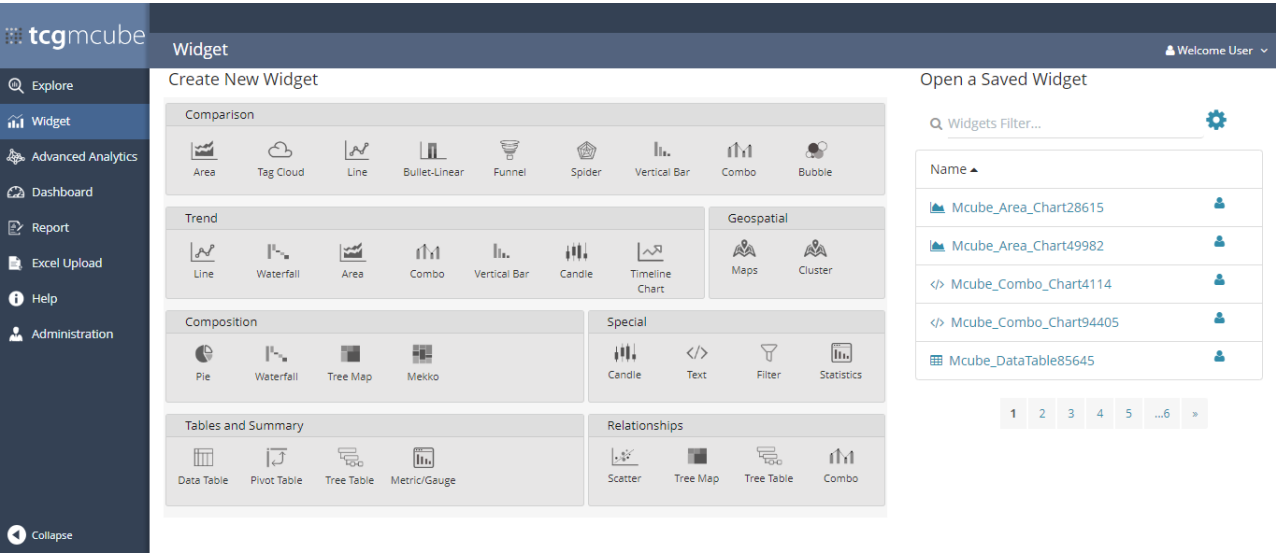 tcgmcube
Widget
Welcome User
Explore
Widget
Advanced Analytics
Dashboard
Report
Excel Upload
Help
Administration
Collapse
Create New Widget
Comparison
Area Tag Cloud Line Bullet-Linear Funnel Spider Vertical Bar Combo Bubble
Trend
Line Waterfall Area Combo Vertical Bar Candle Timeline
Chart
Geospatial
Maps Cluster
Composition
Pie Waterfall Tree Map Mekko
Special
Candle Text Filter Statistics
Tables and Summary
Data Table Pivot Table Tree Table Metric/Gauge
Relationships
Scatter Tree Map Tree Table Combo
Open a Saved Widget
Widgets Filter...
Name
Mcube_Area_Chart28615
Mcube_Area_Chart49982
Mcube_Combo_Chart4114
Mcube_Combo_Chart94405
Mcube_DataTable85645
1 2 3 4 5 ...6 »